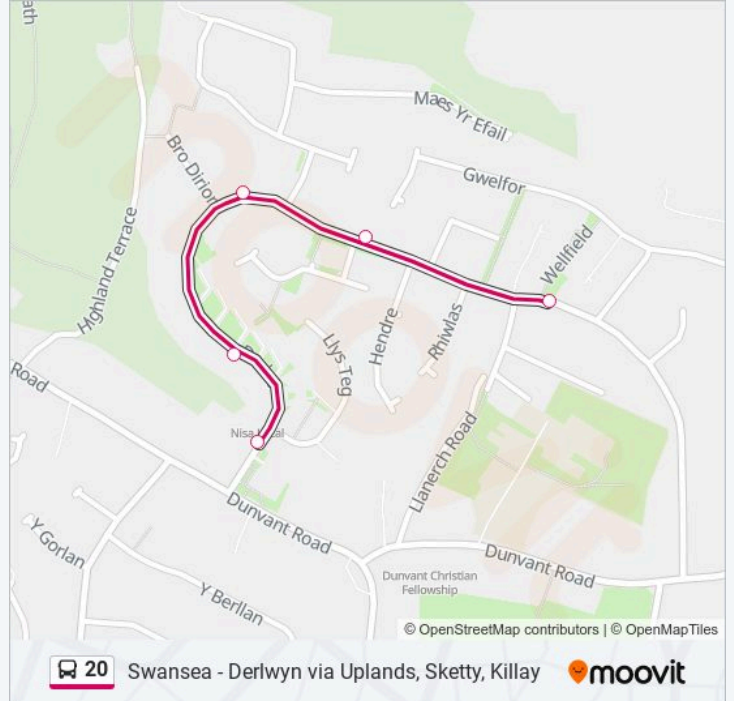 Maes Yr Efail
Bro Dirion
Gwelfor
Highland Terrace
Wellfield
Hendre
Rhiwlas
Llys Teg
Road
Nisa Local
Llanerch Road
Dunvant Road
Dunvant Road
Y Gorlan
Dunvant Christian
Fellowship
Y Berllan
© OpenStreetMap contributors | © OpenMapTiles
20 Swansea - Derlwyn via Uplands, Sketty, Killay moovit